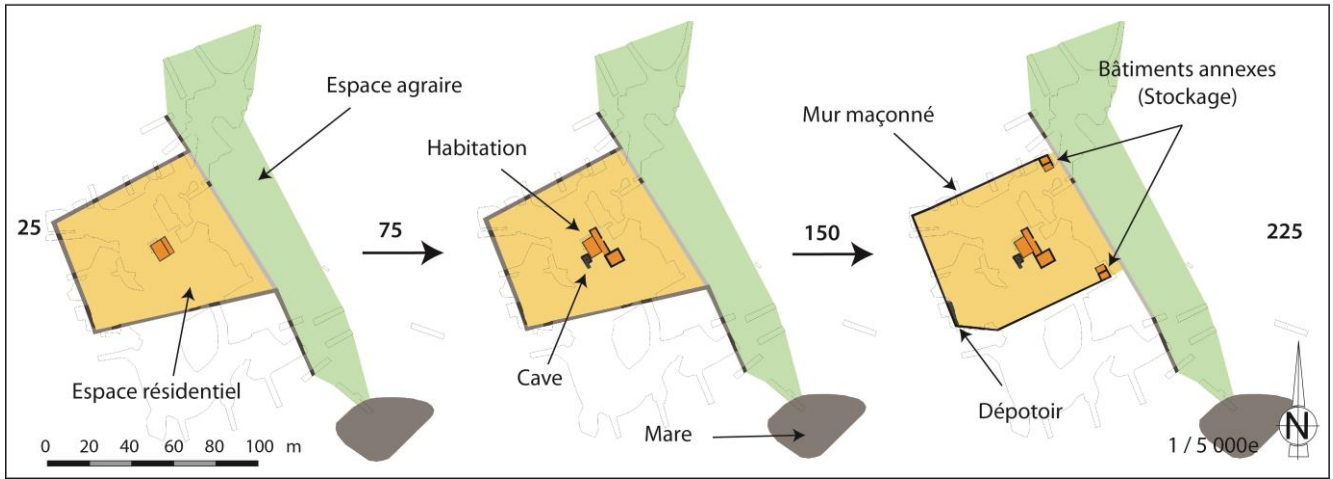 Espace agraire
Bâtiments annexes
(Stockage)
Mur maçonné
Habitation
25
75
150
225
Cave
Espace résidentiel
Dépotoir
Mare
0 20 40 60 80 100 m
1 / 5 000e
N